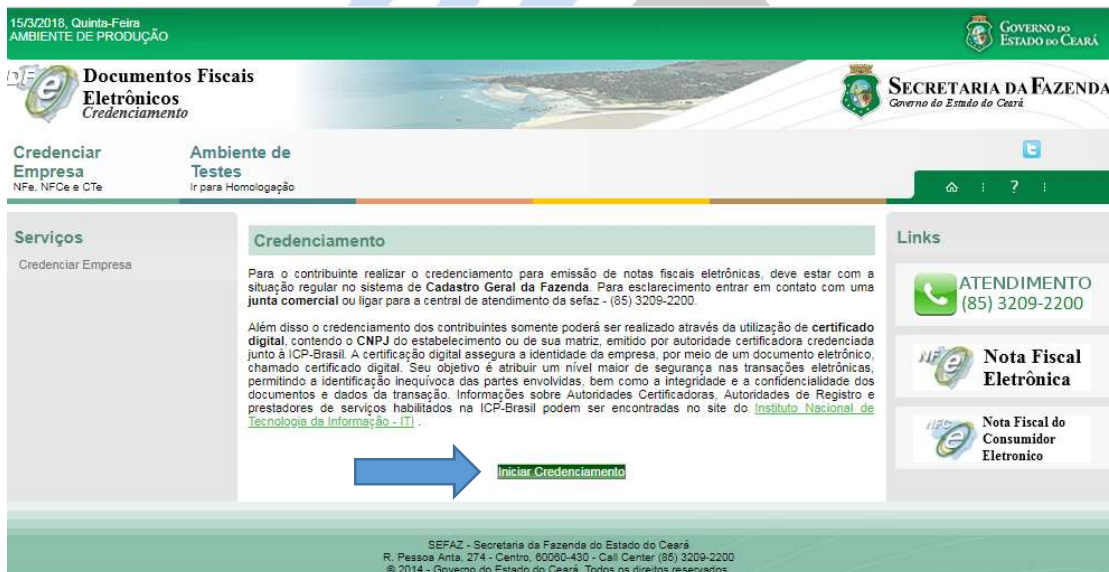 15/3/2018, Quinta-Feira
AMBIENTE DE PRODUÇÃO
GOVERNO DO
ESTADO DO CEARÁ
DFe
Documentos Fiscais
Eletrônicos
Credenciamento
SECRETARIA DA FAZENDA
Governo do Estado do Ceará
Credenciar
Empresa
NFe, NFCe e CTe
Ambiente de
Testes
Ir para Homologação
?
Serviços
Credenciar Empresa
Credenciamento
Para o contribuinte realizar o credenciamento para emissão de notas fiscais eletrônicas, deve estar com a
situação regular no sistema de Cadastro Geral da Fazenda. Para esclarecimento entrar em contato com uma
junta comercial ou ligar para a central de atendimento da sefaz - (85) 3209-2200.
Além disso o credenciamento dos contribuintes somente poderá ser realizado através da utilização de certificado
digital, contendo o CNPJ do estabelecimento ou de sua matriz, emitido por autoridade certificadora credenciada
junto à ICP-Brasil. A certificação digital assegura a identidade da empresa, por meio de um documento eletrônico,
chamado certificado digital. Seu objetivo é atribuir um nível maior de segurança nas transações eletrônicas,
permitindo a identificação inequívoca das partes envolvidas, bem como a integridade e a confidencialidade dos
documentos e dados da transação. Informações sobre Autoridades Certificadoras, Autoridades de Registro e
prestadores de serviços habilitados na ICP-Brasil podem ser encontradas no site do Instituto Nacional de
Tecnologia da Informação - ITI .
Iniciar Credenciamento
Links
ATENDIMENTO
(85) 3209-2200
NFe
Nota Fiscal
Eletrônica
NFCe
Nota Fiscal do
Consumidor
Eletronico
SEFAZ - Secretaria da Fazenda do Estado do Ceará
R. Pessoa Anta, 274 - Centro, 60060-430 - Call Center (85) 3209-2200
© 2014 - Governo do Estado do Ceará. Todos os direitos reservados